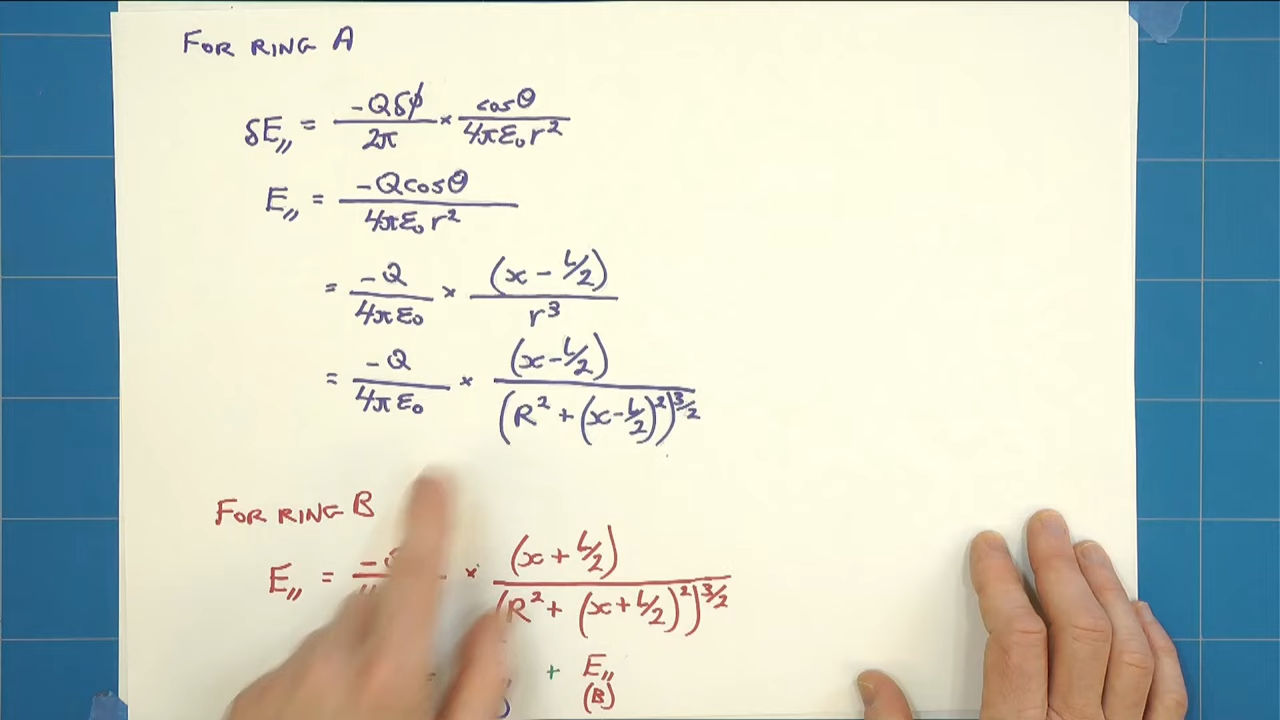 FOR RING A
δE∥ = -Qδϕ/2π × cosθ/4πε₀r²
E∥ = -Qcosθ/4πε₀r²
= -Q/4πε₀ × (x - L/2)/r³
= -Q/4πε₀ × (x-L/2)/(R² + (x-L/2)²)^3/2
FOR RING B
E∥ = × (x + L/2)/(R² + (x+L/2)²)^3/2
+ E∥
(B)